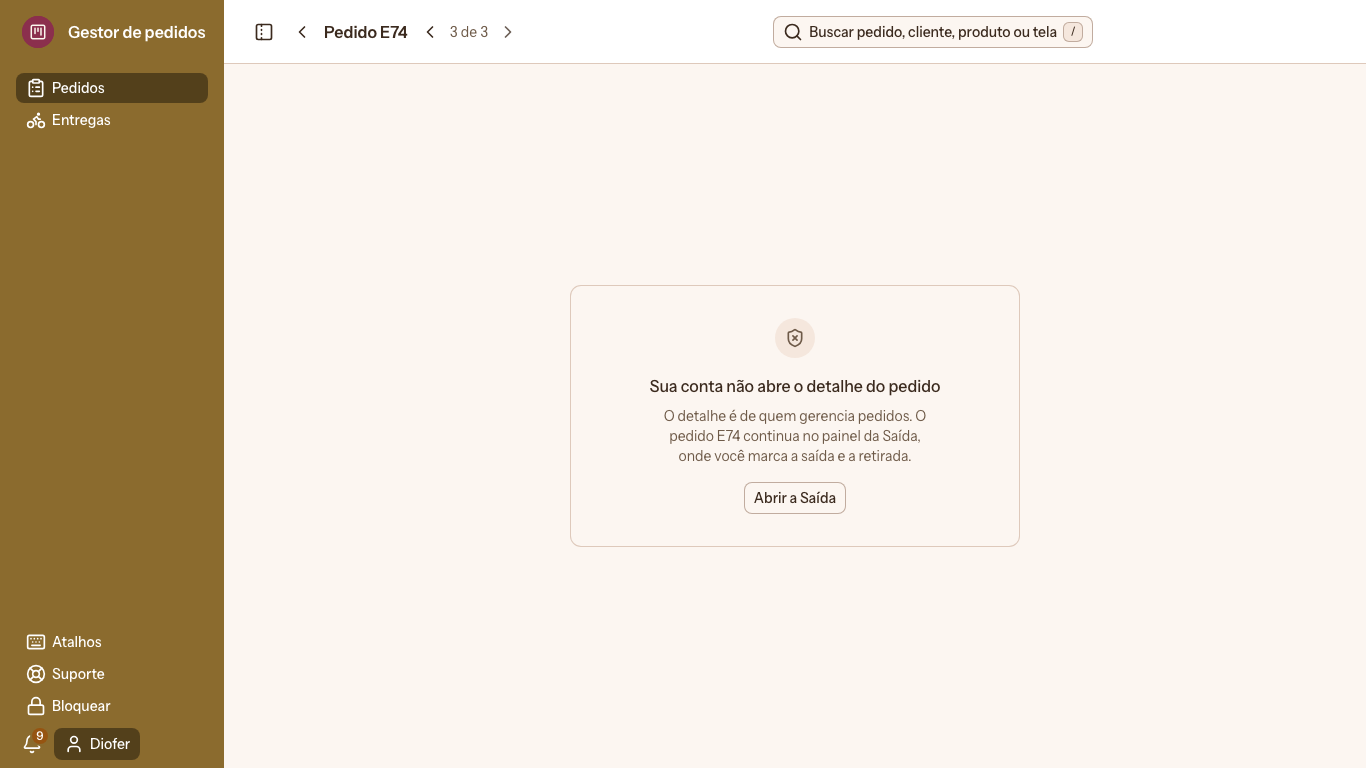 Gestor de pedidos
Pedidos
Entregas
Atalhos
Suporte
Bloquear
9
Diofer
Pedido E74
3 de 3
Buscar pedido, cliente, produto ou tela /
Sua conta não abre o detalhe do pedido
O detalhe é de quem gerencia pedidos. O
pedido E74 continua no painel da Saída,
onde você marca a saída e a retirada.
Abrir a Saída